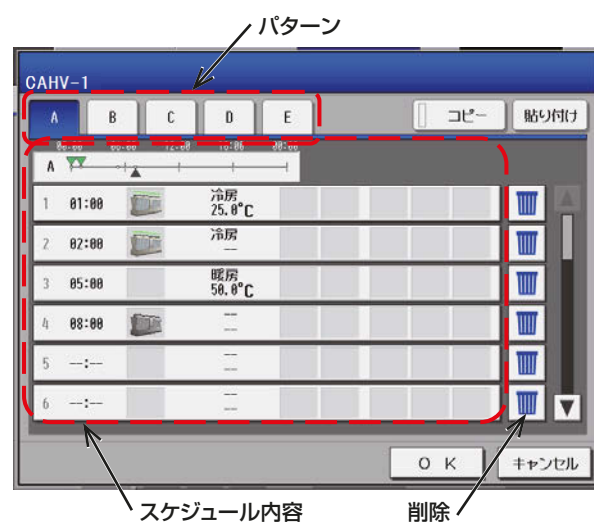 パターン
CAHV-1
A B C D E コピー 貼り付け
A
1 01:00 冷房 25.0°C
2 02:00 冷房 --
3 05:00 暖房 50.0°C
4 08:00 -- --
5 --:-- -- --
6 --:-- -- --
OK キャンセル
スケジュール内容 削除